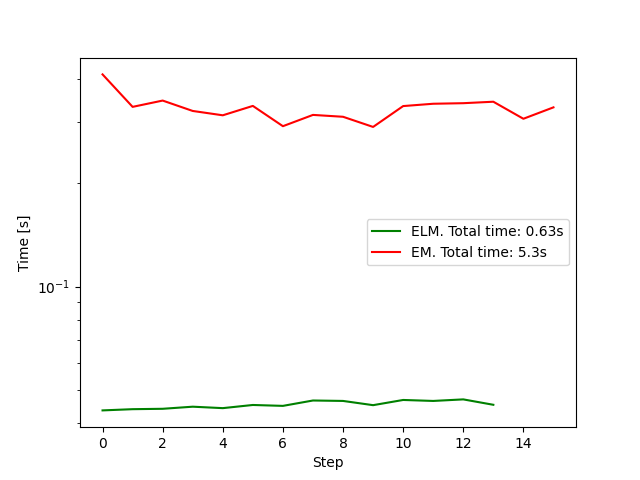 Time [s]
10⁻¹
ELM. Total time: 0.63s
EM. Total time: 5.3s
0 2 4 6 8 10 12 14
Step